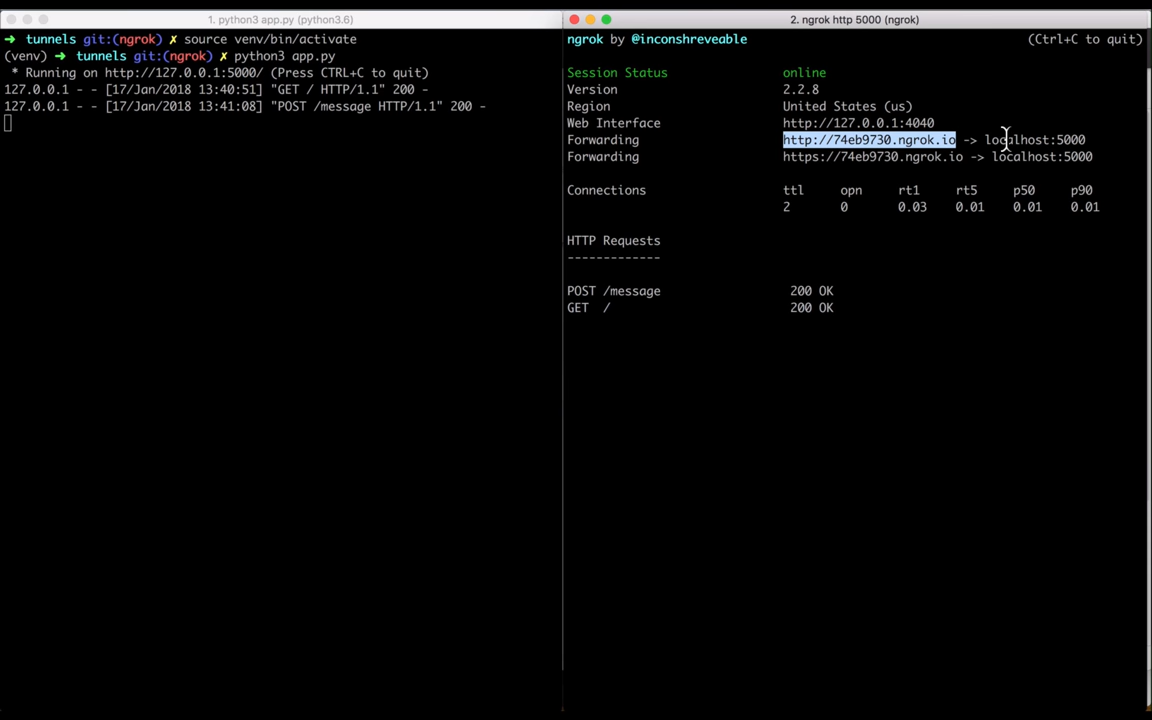 1. python3 app.py (python3.6)
➜ tunnels git:(ngrok) ✗ source venv/bin/activate
(venv) ➜ tunnels git:(ngrok) ✗ python3 app.py
* Running on http://127.0.0.1:5000/ (Press CTRL+C to quit)
127.0.0.1 - - [17/Jan/2018 13:40:51] "GET / HTTP/1.1" 200 -
127.0.0.1 - - [17/Jan/2018 13:41:08] "POST /message HTTP/1.1" 200 -
2. ngrok http 5000 (ngrok)
ngrok by @inconshreveable (Ctrl+C to quit)
Session Status online
Version 2.2.8
Region United States (us)
Web Interface http://127.0.0.1:4040
Forwarding http://74eb9730.ngrok.io -> localhost:5000
Forwarding https://74eb9730.ngrok.io -> localhost:5000
Connections ttl opn rt1 rt5 p50 p90
2 0 0.03 0.01 0.01 0.01
HTTP Requests
-------------
POST /message 200 OK
GET / 200 OK